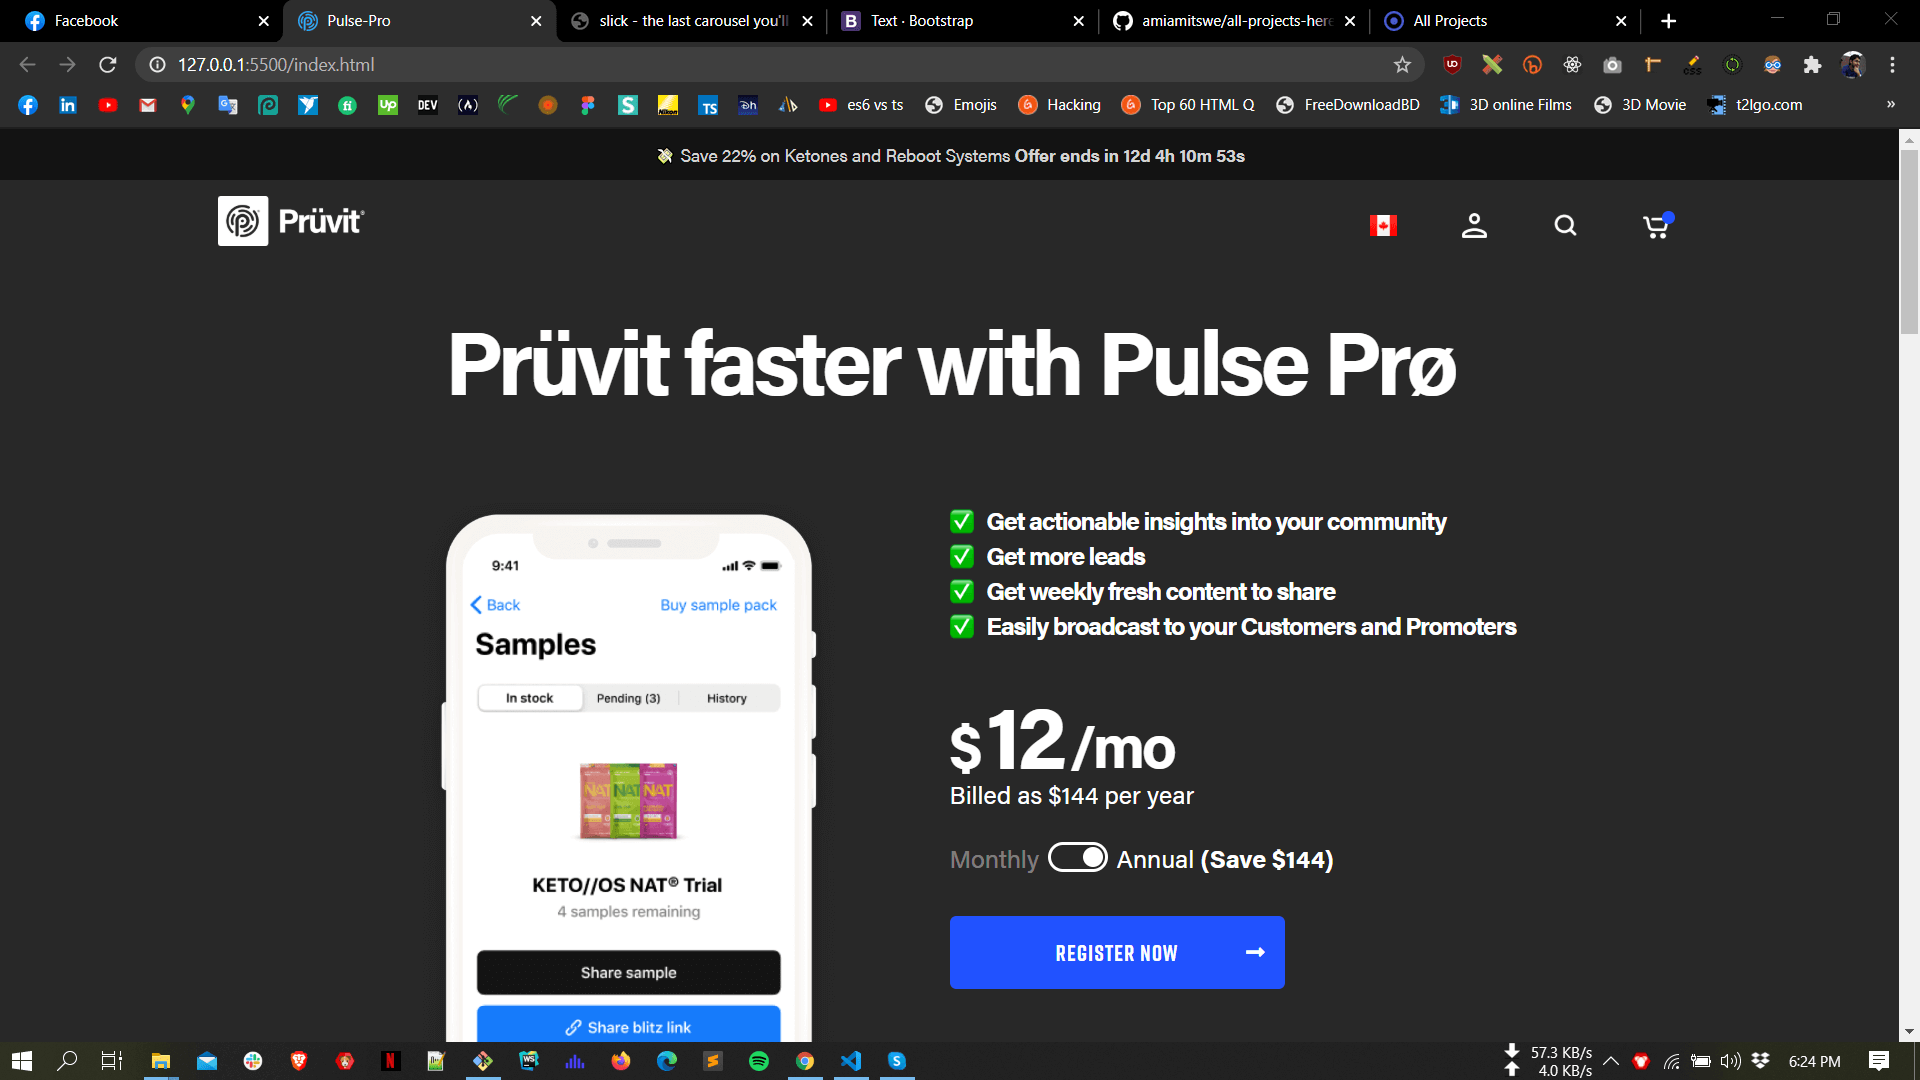 Facebook
Pulse-Pro
slick - the last carousel you'll
Text · Bootstrap
amiamitswe/all-projects-here
All Projects
127.0.0.1:5500/index.html
DEV
es6 vs ts
Emojis
Hacking
Top 60 HTML Q
FreeDownloadBD
3D online Films
3D Movie
t2lgo.com
»
Save 22% on Ketones and Reboot Systems Offer ends in 12d 4h 10m 53s
Prüvit
Prüvit faster with Pulse Prø
9:41
Back
Buy sample pack
Samples
In stock
Pending (3)
History
NAT NAT NAT
KETO//OS NAT® Trial
4 samples remaining
Share sample
Share blitz link
Get actionable insights into your community
Get more leads
Get weekly fresh content to share
Easily broadcast to your Customers and Promoters
$12/mo
Billed as $144 per year
Monthly
Annual (Save $144)
REGISTER NOW
57.3 KB/s
4.0 KB/s
6:24 PM